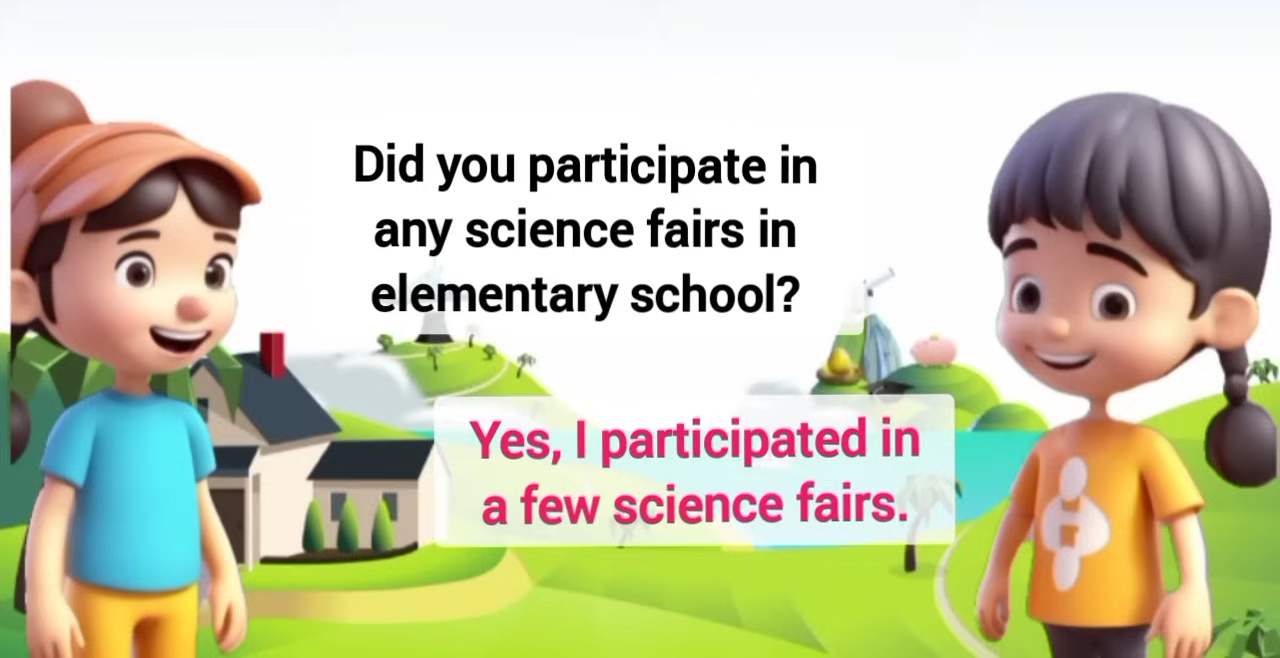 Did you participate in
any science fairs in
elementary school?
Yes, I participated in
a few science fairs.